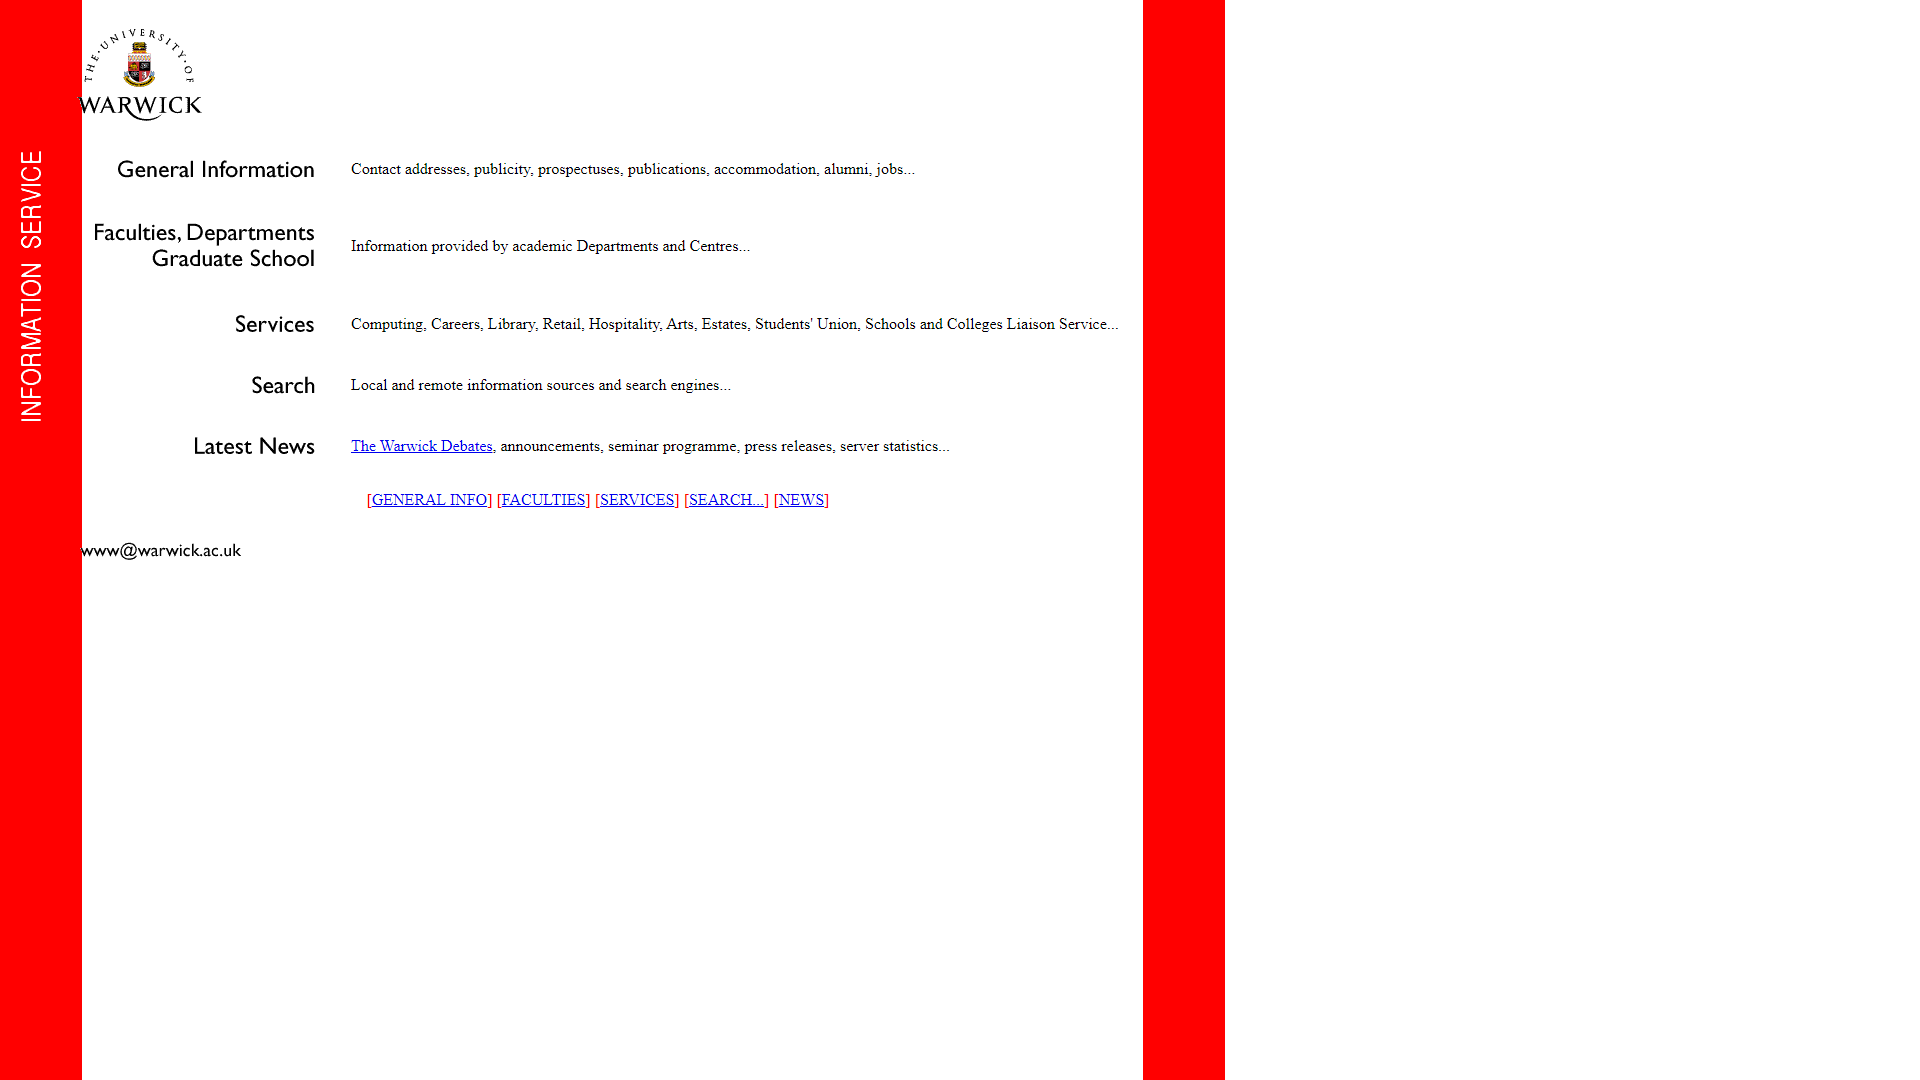 THE·UNIVERSITY·OF
WARWICK
INFORMATION SERVICE
General Information
Contact addresses, publicity, prospectuses, publications, accommodation, alumni, jobs...
Faculties, Departments
Graduate School
Information provided by academic Departments and Centres...
Services
Computing, Careers, Library, Retail, Hospitality, Arts, Estates, Students' Union, Schools and Colleges Liaison Service...
Search
Local and remote information sources and search engines...
Latest News
The Warwick Debates, announcements, seminar programme, press releases, server statistics...
[GENERAL INFO] [FACULTIES] [SERVICES] [SEARCH...] [NEWS]
www@warwick.ac.uk